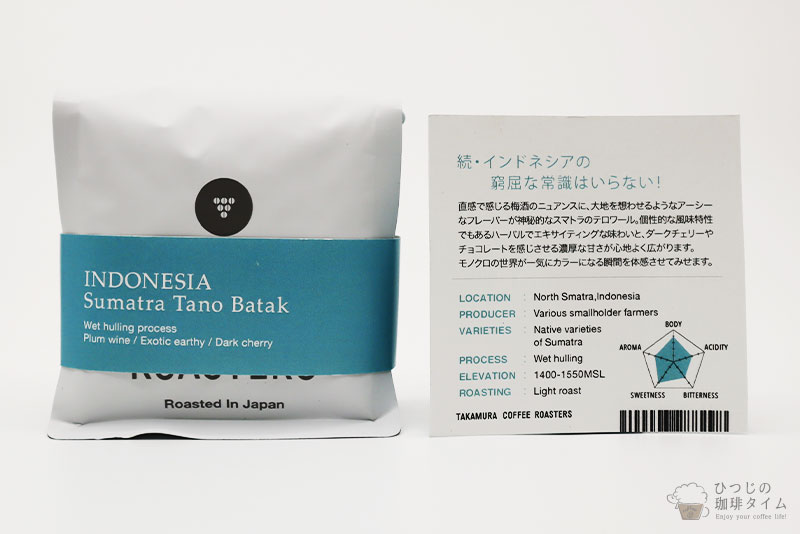 INDONESIA
Sumatra Tano Batak
Wet hulling process
Plum wine / Exotic earthy / Dark cherry
ROASTERS
Roasted In Japan
続・インドネシアの
窮屈な常識はいらない！
直感で感じる梅酒のニュアンスに、大地を想わせるようなアーシー
なフレーバーが神秘的なスマトラのテロワール。個性的な風味特性
でもあるハーバルでエキサイティングな味わいと、ダークチェリーや
チョコレートを感じさせる濃厚な甘さが心地よく広がります。
モノクロの世界が一気にカラーになる瞬間を体感させてみせます。
LOCATION : North Smatra,Indonesia
PRODUCER : Various smallholder farmers
VARIETIES : Native varieties
of Sumatra
PROCESS : Wet hulling
ELEVATION : 1400-1550MSL
ROASTING : Light roast
BODY
AROMA
ACIDITY
SWEETNESS
BITTERNESS
TAKAMURA COFFEE ROASTERS
ひつじの
珈琲タイム
Enjoy your coffee life!